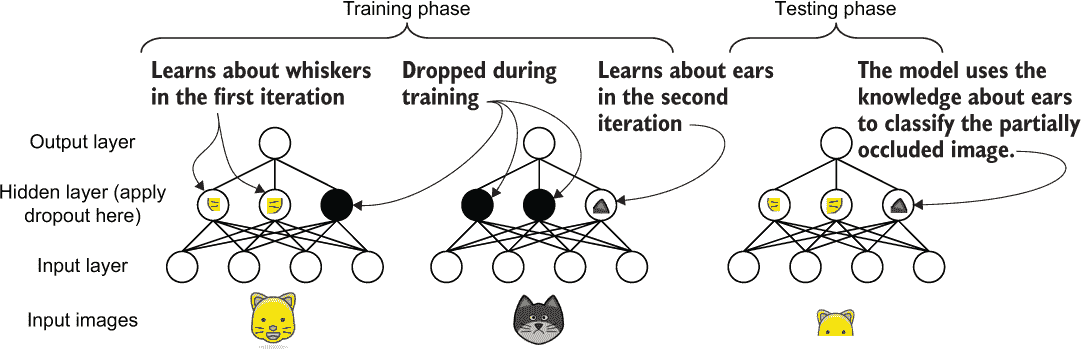 Training phase
Testing phase
Learns about whiskers
in the first iteration
Dropped during
training
Learns about ears
in the second
iteration
The model uses the
knowledge about ears
to classify the partially
occluded image.
Output layer
Hidden layer (apply
dropout here)
Input layer
Input images